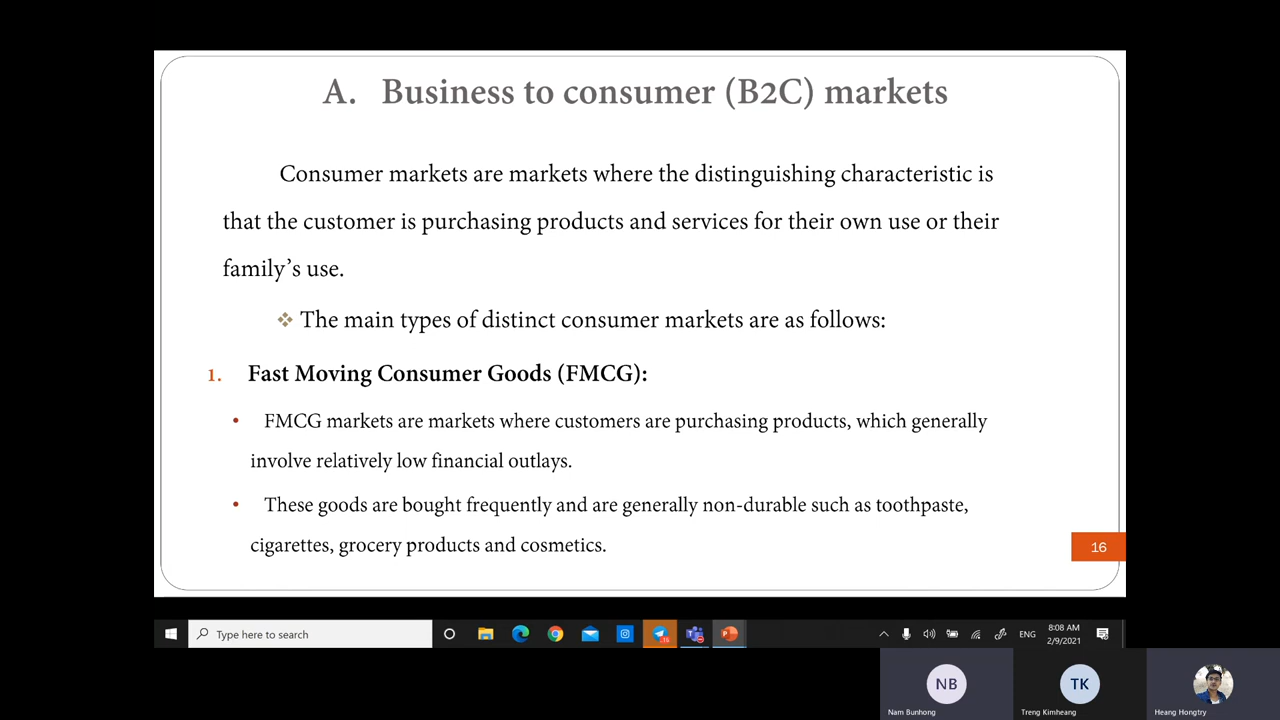 A. Business to consumer (B2C) markets
Consumer markets are markets where the distinguishing characteristic is
that the customer is purchasing products and services for their own use or their
family’s use.
The main types of distinct consumer markets are as follows:
1. Fast Moving Consumer Goods (FMCG):
• FMCG markets are markets where customers are purchasing products, which generally
involve relatively low financial outlays.
• These goods are bought frequently and are generally non-durable such as toothpaste,
cigarettes, grocery products and cosmetics.
16
Type here to search
ENG
8:08 AM
2/9/2021
NB
TK
Nam Bunhong
Treng Kimheang
Heang Hongtry